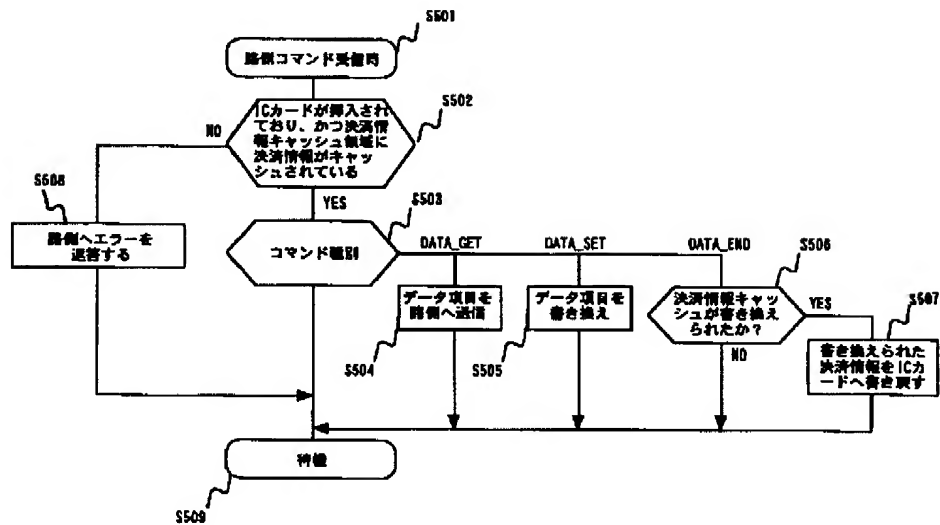 S501
路側コマンド受信時
ICカードが挿入され
ており、かつ決済情
報キャッシュ領域に
決済情報がキャッ
シュされている
S502
NO
YES
S508
路側へエラーを
返答する
コマンド種別
S503
DATA_GET
DATA_SET
DATA_END
データ項目を
路側へ送信
S504
データ項目を
書き換え
S505
決済情報キャッシ
ュが書き換え
られたか?
S506
YES
NO
書き換えられた
決済情報をICカ
ードへ書き戻す
S507
待機
S509